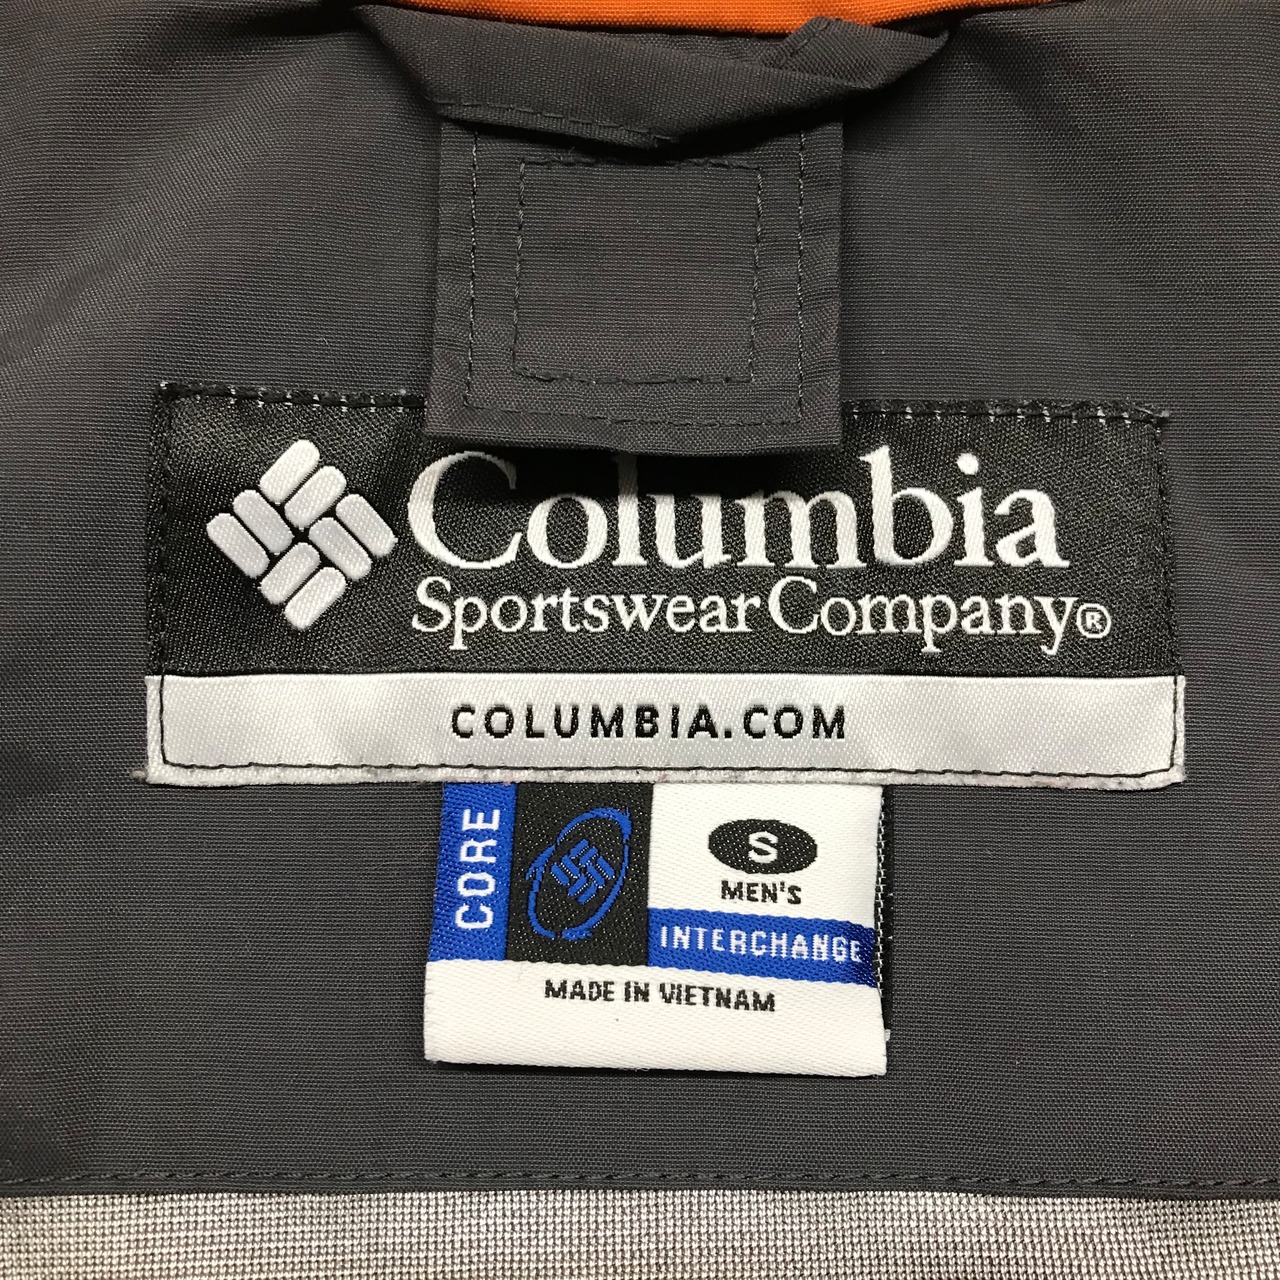 Columbia
Sportswear Company®
COLUMBIA.COM
CORE
S
MEN'S
INTERCHANGE
MADE IN VIETNAM